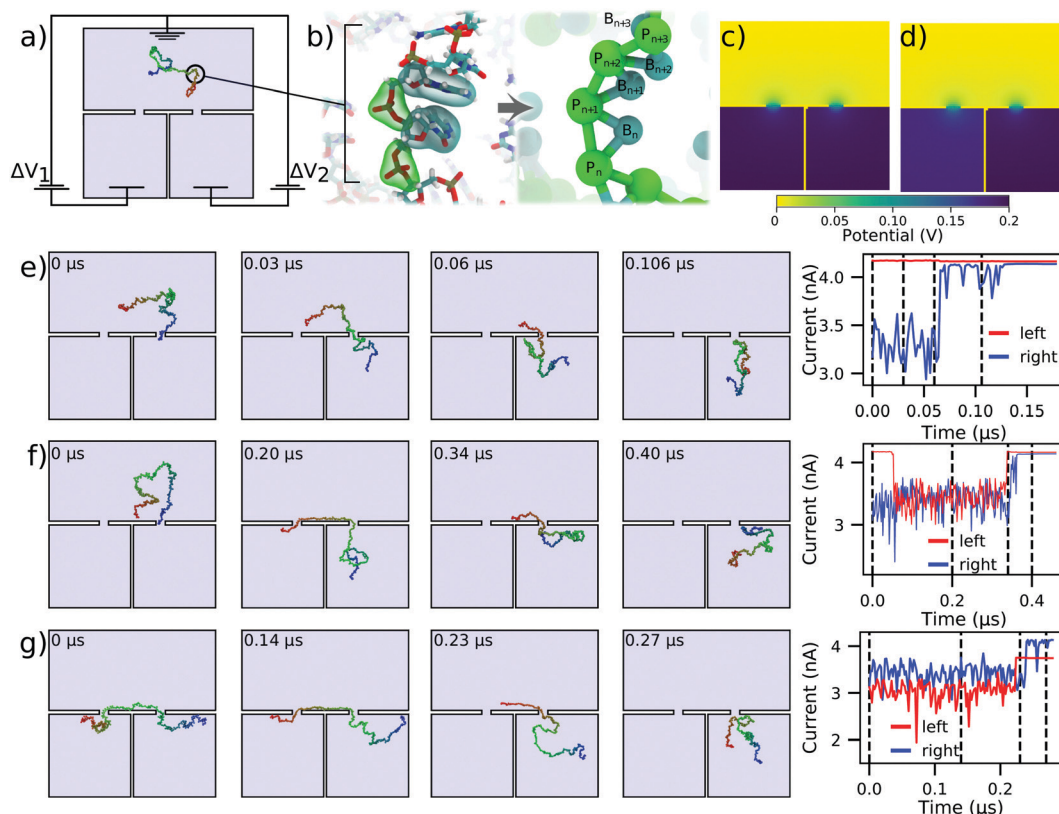 a)
ΔV1
ΔV2
b)
Bn+3
Pn+3
Pn+2
Bn+2
Bn+1
Pn+1
Bn
Pn
c)
d)
0 0.05 0.10 0.15 0.2
Potential (V)
e)
0 μs
0.03 μs
0.06 μs
0.106 μs
Current (nA)
4.0
3.5
3.0
left
right
0.00 0.05 0.10 0.15
Time (μs)
f)
0 μs
0.20 μs
0.34 μs
0.40 μs
Current (nA)
4
3
left
right
0.0 0.2 0.4
Time (μs)
g)
0 μs
0.14 μs
0.23 μs
0.27 μs
Current (nA)
4
3
2
left
right
0.0 0.1 0.2
Time (μs)